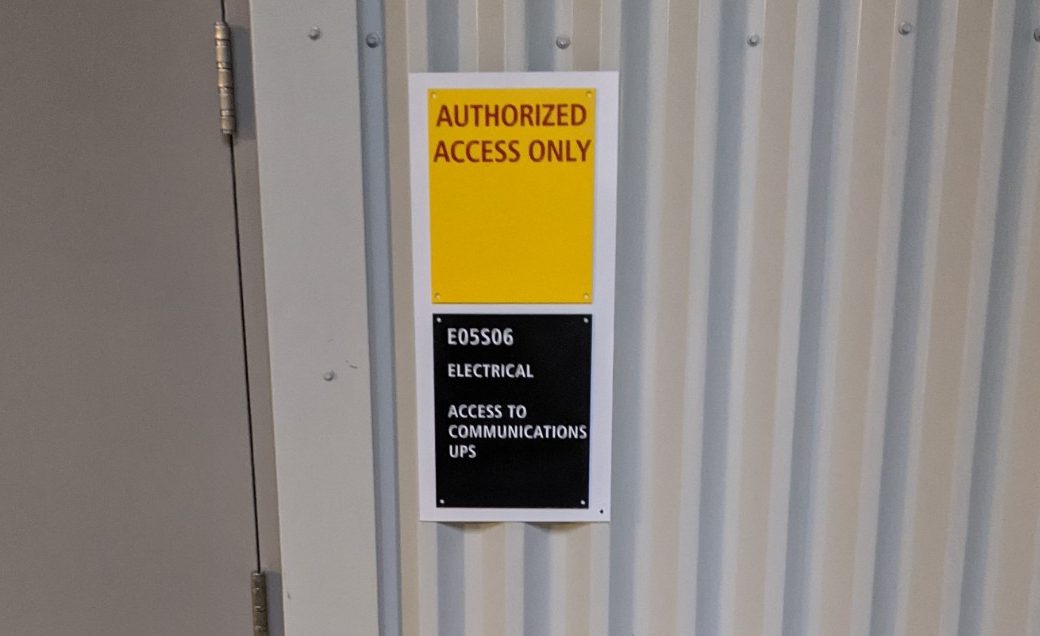 AUTHORIZED
ACCESS ONLY
E05S06
ELECTRICAL
ACCESS TO
COMMUNICATIONS
UPS